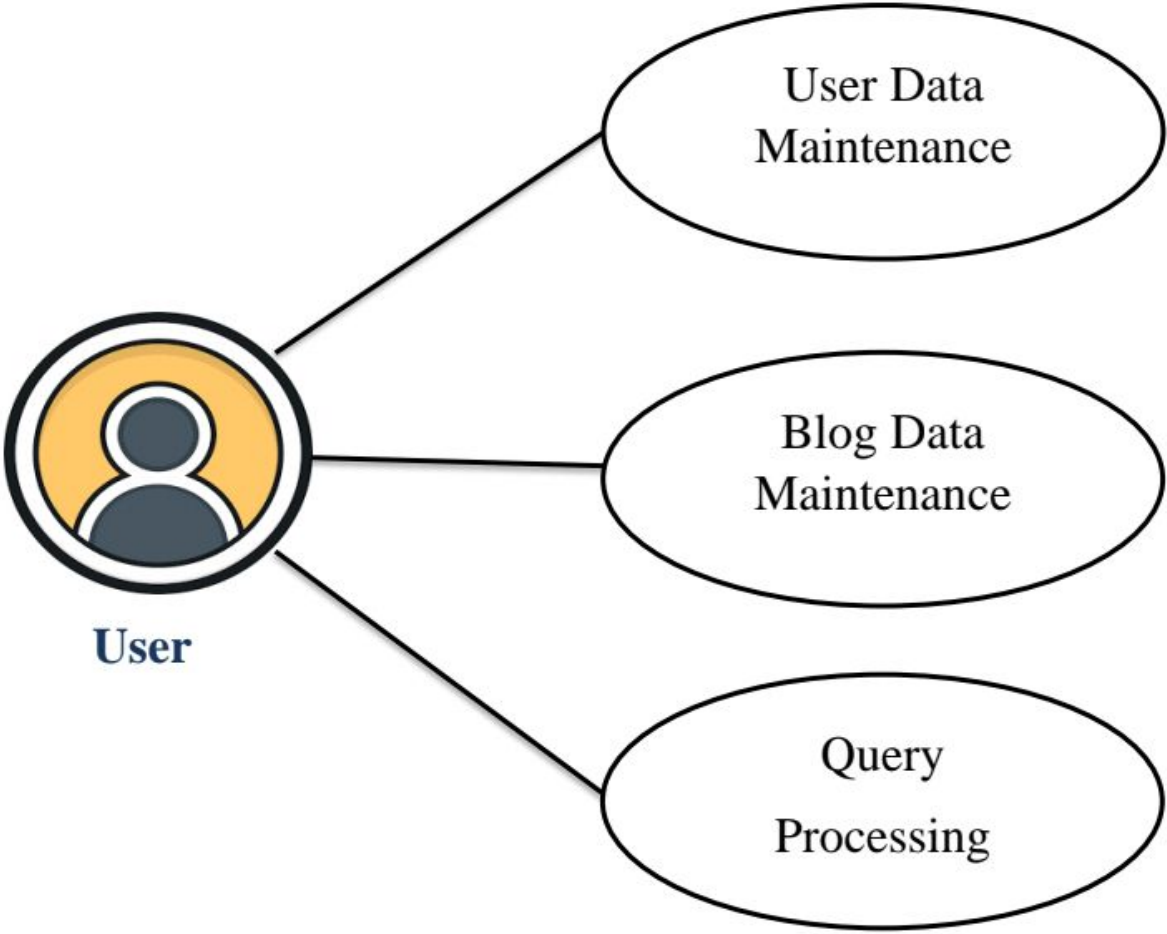 User Data
Maintenance
Blog Data
Maintenance
User
Query
Processing